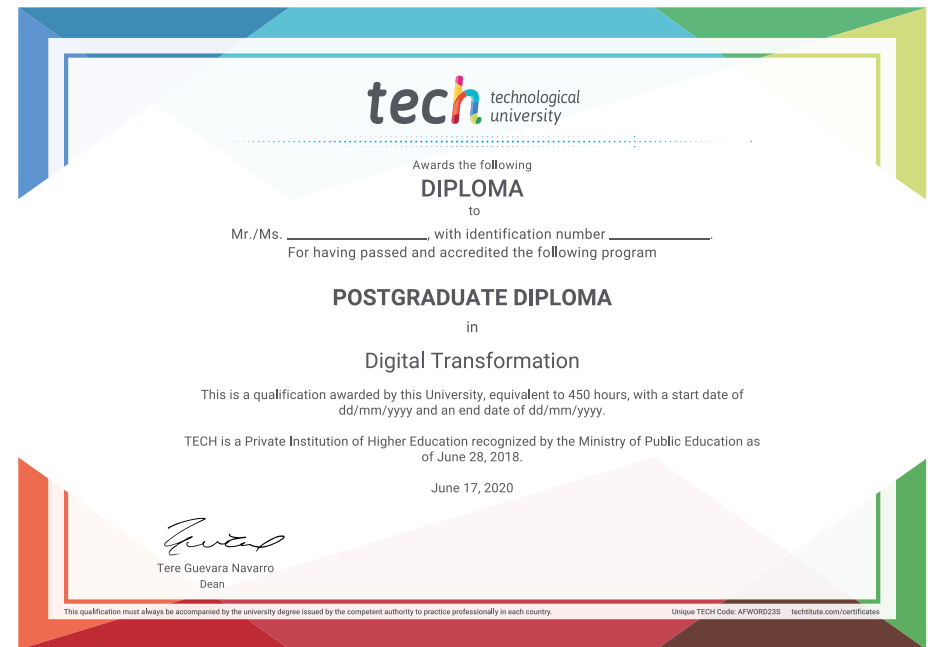 tech technological
university
Awards the following
DIPLOMA
to
Mr./Ms. ____________________, with identification number ______________.
For having passed and accredited the following program
POSTGRADUATE DIPLOMA
in
Digital Transformation
This is a qualification awarded by this University, equivalent to 450 hours, with a start date of
dd/mm/yyyy and an end date of dd/mm/yyyy.
TECH is a Private Institution of Higher Education recognized by the Ministry of Public Education as
of June 28, 2018.
June 17, 2020
Tere Guevara Navarro
Dean
This qualification must always be accompanied by the university degree issued by the competent authority to practice professionally in each country.
Unique TECH Code: AFWORD23S techtitute.com/certificates